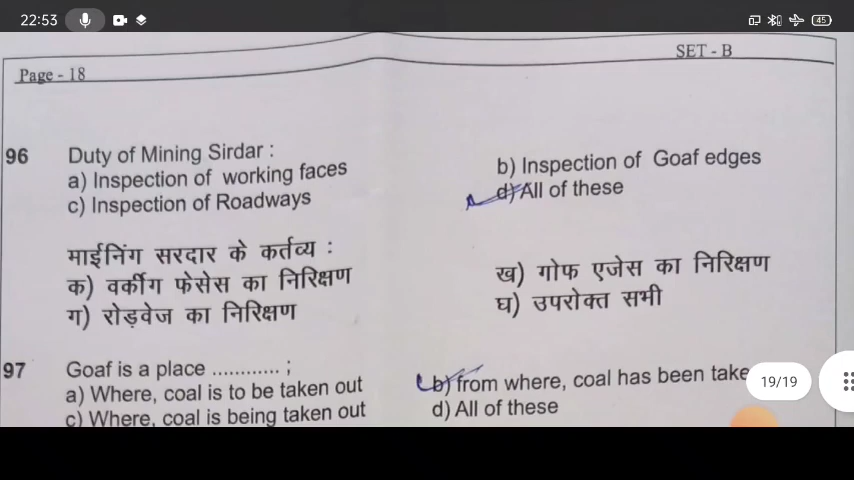 22:53
45
SET - B
Page - 18
96 Duty of Mining Sirdar :
a) Inspection of working faces b) Inspection of Goaf edges
c) Inspection of Roadways d) All of these
माईनिंग सरदार के कर्तव्य :
क) वर्कीग फेसेस का निरिक्षण ख) गोफ एजेस का निरिक्षण
ग) रोड़वेज का निरिक्षण घ) उपरोक्त सभी
97 Goaf is a place ............ ;
a) Where, coal is to be taken out b) from where, coal has been take
c) Where, coal is being taken out d) All of these
19/19